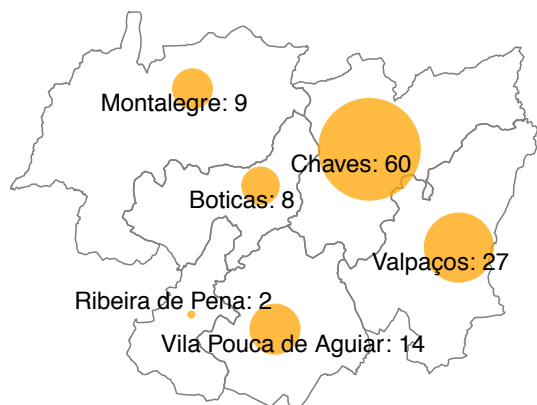 Montalegre: 9
Chaves: 60
Boticas: 8
Valpaços: 27
Ribeira de Pena: 2
Vila Pouca de Aguiar: 14